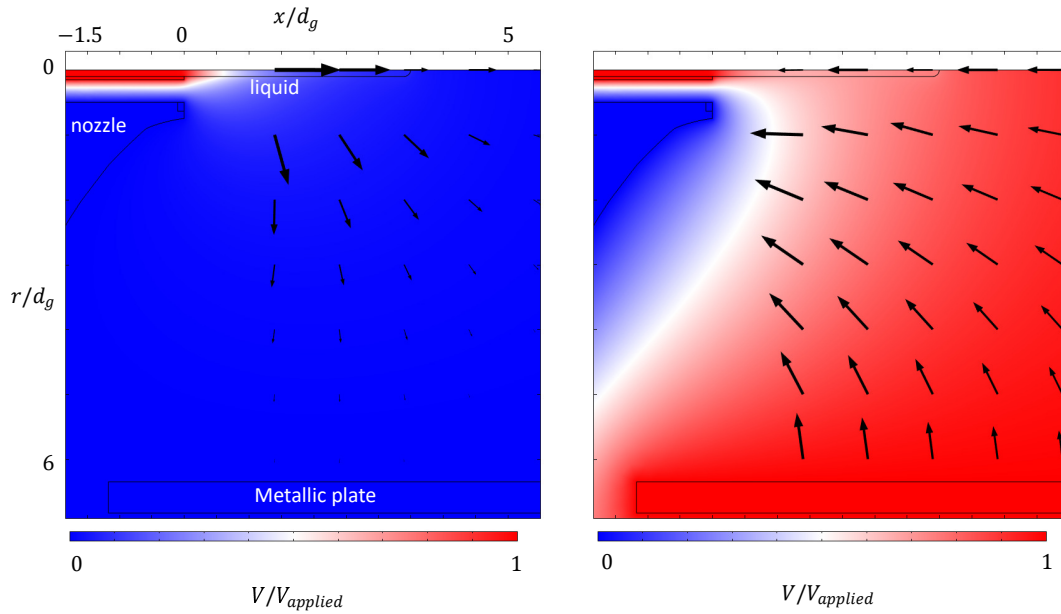 x/d_g
−1.5 0 5
0
liquid
nozzle
r/d_g
6
Metallic plate
0 1 0 1
V/V_applied V/V_applied